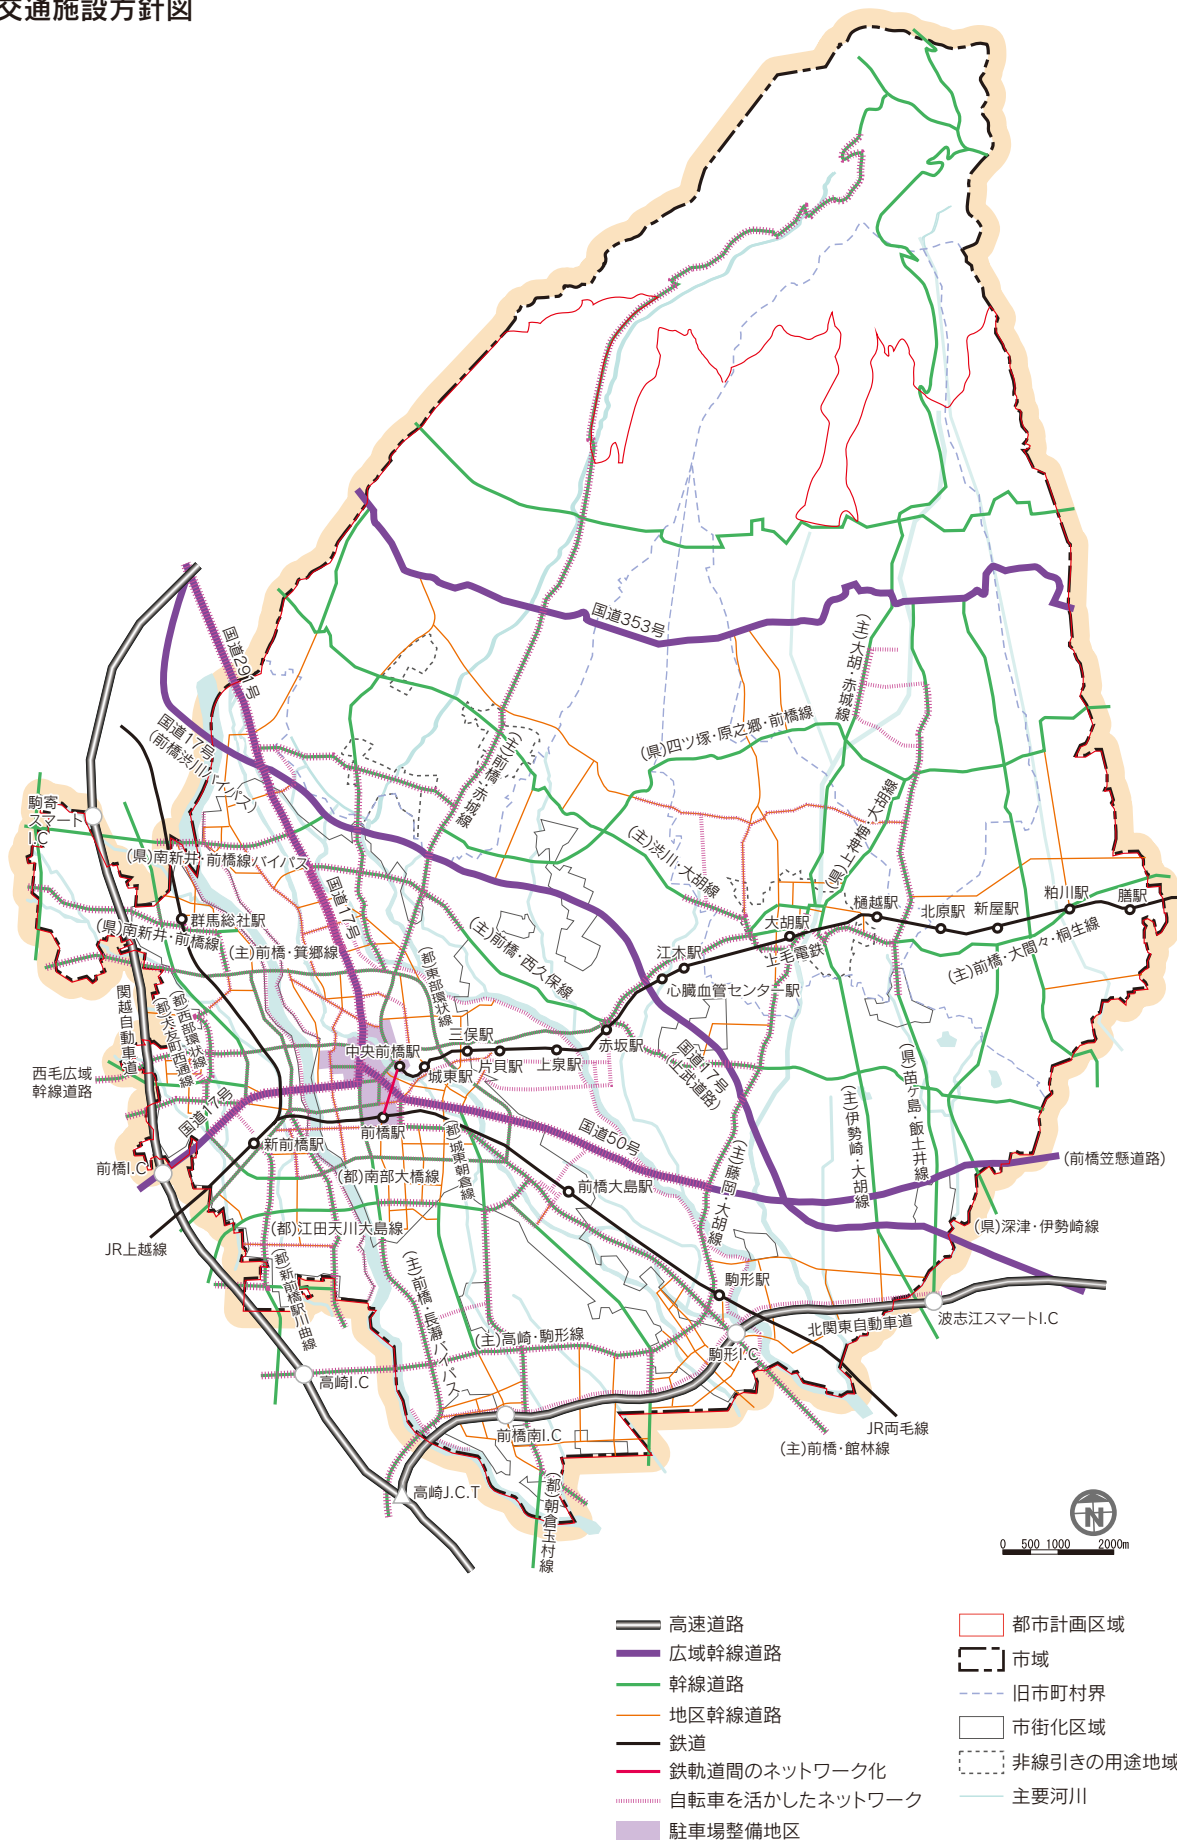 交通施設方針図
国道353号
国道291号
国道17号
(前橋渋川バイパス)
(主)大胡・赤城線
(県)四ツ塚・原之郷・前橋線
(主)前橋・赤城線
(県)上神梅・大胡線
(主)渋川・大胡線
駒寄
スマート
I.C
(県)南新井・前橋線バイパス
国道17号
群馬総社駅
(県)南新井・前橋線
(主)前橋・箕郷線
(主)前橋・西久保線
(都)東部環状線
大胡駅
樋越駅
北原駅
新屋駅
粕川駅
膳駅
上毛電鉄
(主)前橋・大間々・桐生線
江木駅
心臓血管センター駅
関越自動車道
(都)西部環状線
(都)大友町西通線
中央前橋駅
三俣駅
城東駅
片貝駅
上泉駅
赤坂駅
国道17号
(上武道路)
西毛広域
幹線道路
国道17号
前橋駅
新前橋駅
前橋I.C
(都)城東朝倉線
国道50号
(主)藤岡・大胡線
(主)伊勢崎・大胡線
(県)苗ヶ島・飯土井線
(前橋笠懸道路)
(都)南部大橋線
前橋大島駅
(県)深津・伊勢崎線
JR上越線
(都)江田天川大島線
(都)新前橋駅川曲線
(主)前橋・長瀞バイパス
駒形駅
(主)高崎・駒形線
駒形I.C
北関東自動車道
波志江スマートI.C
高崎I.C
前橋南I.C
JR両毛線
(主)前橋・館林線
高崎J.C.T
(都)朝倉玉村線
N
0 500 1000 2000m
高速道路
広域幹線道路
幹線道路
地区幹線道路
鉄道
鉄軌道間のネットワーク化
自転車を活かしたネットワーク
駐車場整備地区
都市計画区域
市域
旧市町村界
市街化区域
非線引きの用途地域
主要河川